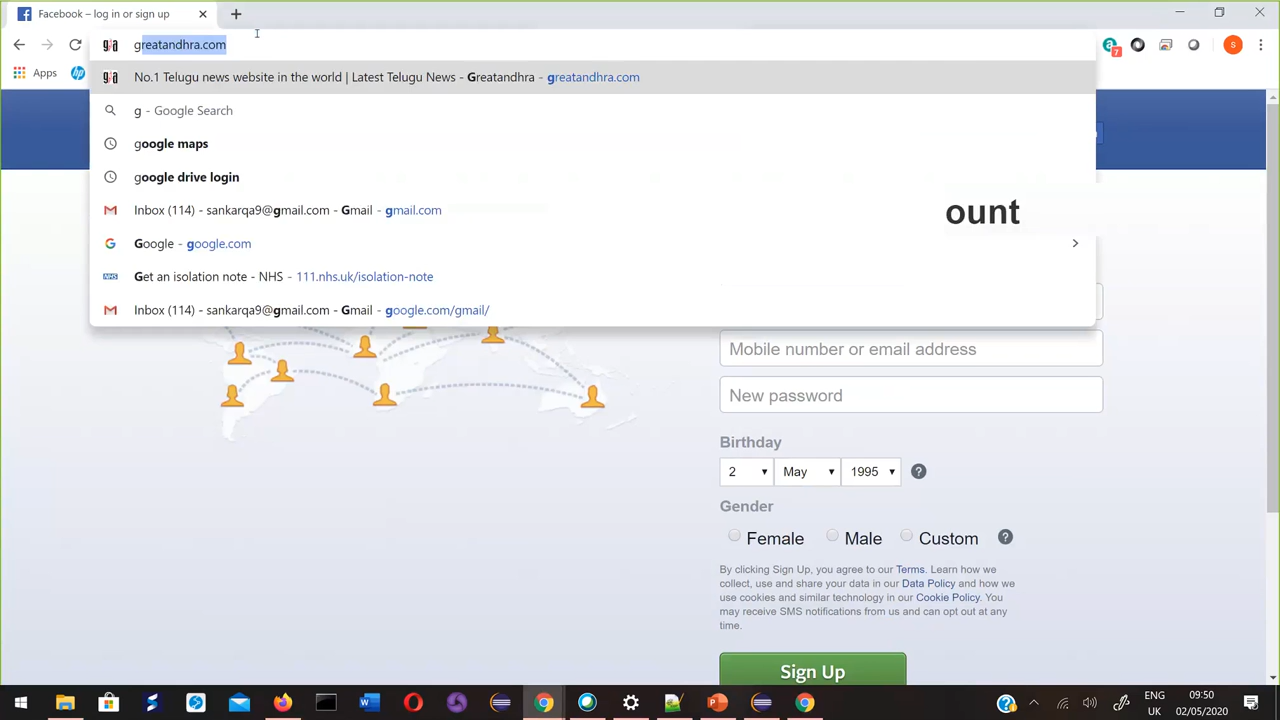 Facebook – log in or sign up
greatandhra.com
7
S
Apps
hp
No.1 Telugu news website in the world | Latest Telugu News - Greatandhra - greatandhra.com
g - Google Search
google maps
google drive login
Inbox (114) - sankarqa9@gmail.com - Gmail - gmail.com
ount
Google - google.com
NHS Get an isolation note - NHS - 111.nhs.uk/isolation-note
Inbox (114) - sankarqa9@gmail.com - Gmail - google.com/gmail/
Mobile number or email address
New password
Birthday
2 May 1995
Gender
Female Male Custom
By clicking Sign Up, you agree to our Terms. Learn how we
collect, use and share your data in our Data Policy and how we
use cookies and similar technology in our Cookie Policy. You
may receive SMS notifications from us and can opt out at any
time.
Sign Up
ENG
UK
09:50
02/05/2020